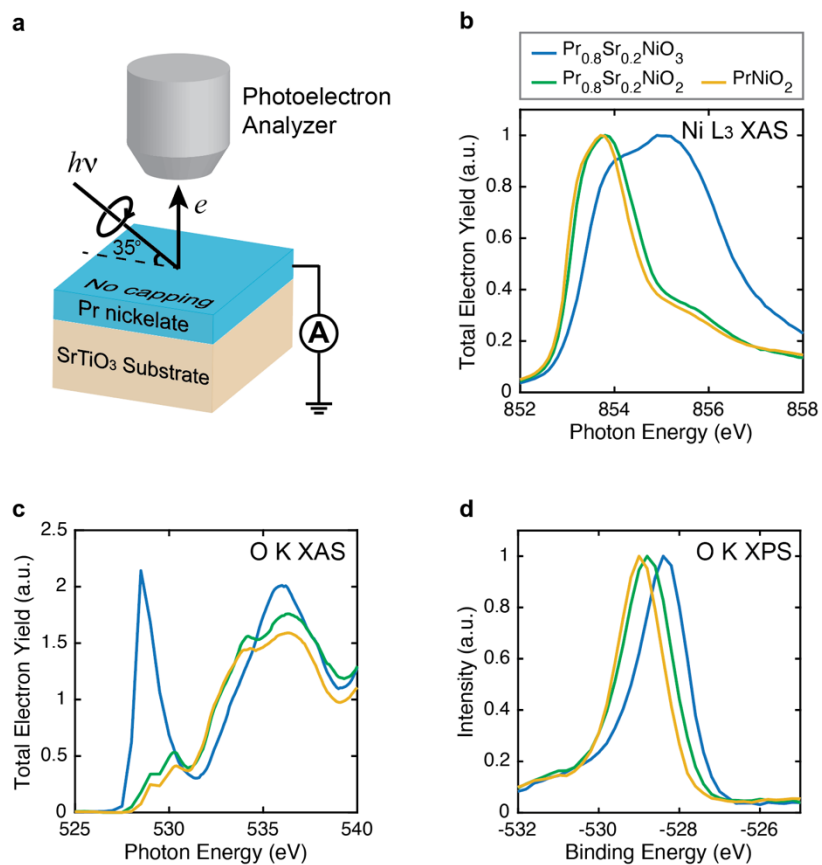 a
Photoelectron
Analyzer
hν
e
35°
No capping
Pr nickelate
SrTiO₃ Substrate
A
b
Pr₀.₈Sr₀.₂NiO₃
Pr₀.₈Sr₀.₂NiO₂ PrNiO₂
Ni L₃ XAS
Total Electron Yield (a.u.)
1
0.8
0.6
0.4
0.2
0
852 854 856 858
Photon Energy (eV)
c
O K XAS
Total Electron Yield (a.u.)
2.5
2
1.5
1
0.5
0
525 530 535 540
Photon Energy (eV)
d
O K XPS
Intensity (a.u.)
1
0.8
0.6
0.4
0.2
0
-532 -530 -528 -526
Binding Energy (eV)